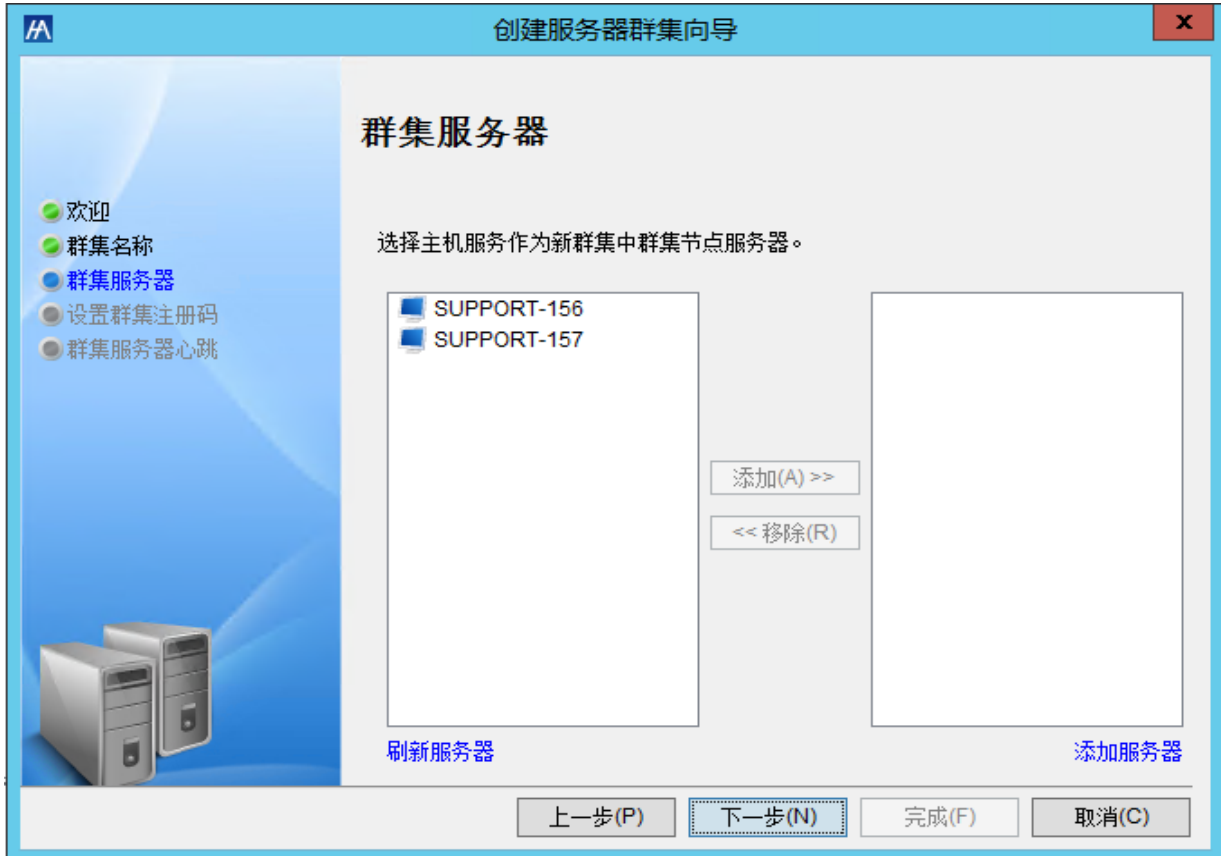 创建服务器群集向导
x
群集服务器
欢迎
群集名称
群集服务器
设置群集注册码
群集服务器心跳
选择主机服务作为新群集中群集节点服务器。
SUPPORT-156
SUPPORT-157
添加(A) >>
<< 移除(R)
刷新服务器
添加服务器
上一步(P)
下一步(N)
完成(F)
取消(C)